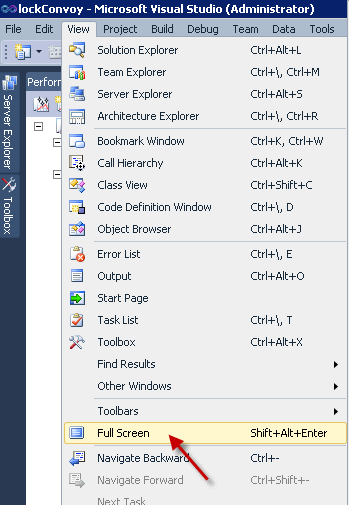 lockConvoy - Microsoft Visual Studio (Administrator)
File Edit View Project Build Debug Team Data Tools
Server Explorer
Toolbox
Perform
Solution Explorer Ctrl+Alt+L
Team Explorer Ctrl+\, Ctrl+M
Server Explorer Ctrl+Alt+S
Architecture Explorer Ctrl+\, Ctrl+R
Bookmark Window Ctrl+K, Ctrl+W
Call Hierarchy Ctrl+Alt+K
Class View Ctrl+Shift+C
Code Definition Window Ctrl+\, D
Object Browser Ctrl+Alt+J
Error List Ctrl+\, E
Output Ctrl+Alt+O
Start Page
Task List Ctrl+\, T
Toolbox Ctrl+Alt+X
Find Results
Other Windows
Toolbars
Full Screen Shift+Alt+Enter
Navigate Backward Ctrl+-
Navigate Forward Ctrl+Shift+-
Next Task